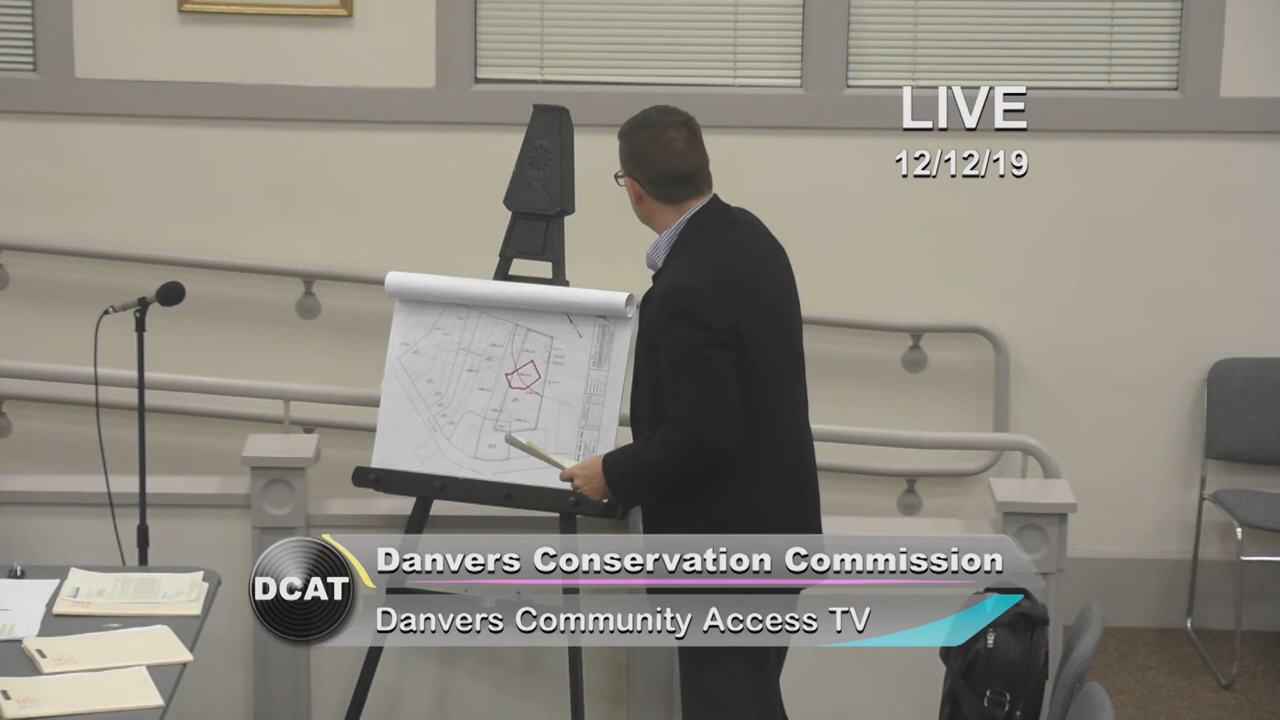 LIVE
12/12/19
DCAT
Danvers Conservation Commission
Danvers Community Access TV